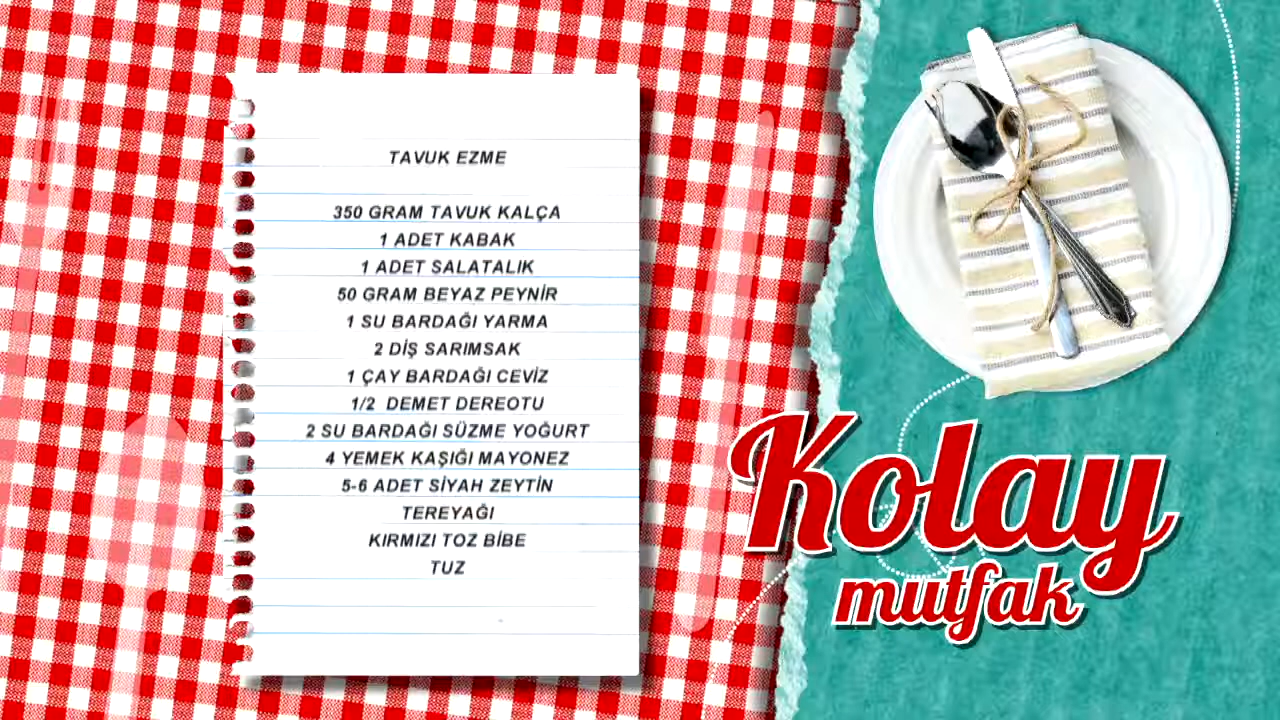 TAVUK EZME
350 GRAM TAVUK KALÇA
1 ADET KABAK
1 ADET SALATALIK
50 GRAM BEYAZ PEYNİR
1 SU BARDAĞI YARMA
2 DİŞ SARIMSAK
1 ÇAY BARDAĞI CEVİZ
1/2 DEMET DEREOTU
2 SU BARDAĞI SÜZME YOĞURT
4 YEMEK KAŞIĞI MAYONEZ
5-6 ADET SİYAH ZEYTİN
TEREYAĞI
KIRMIZI TOZ BİBE
TUZ
Kolay
mutfak